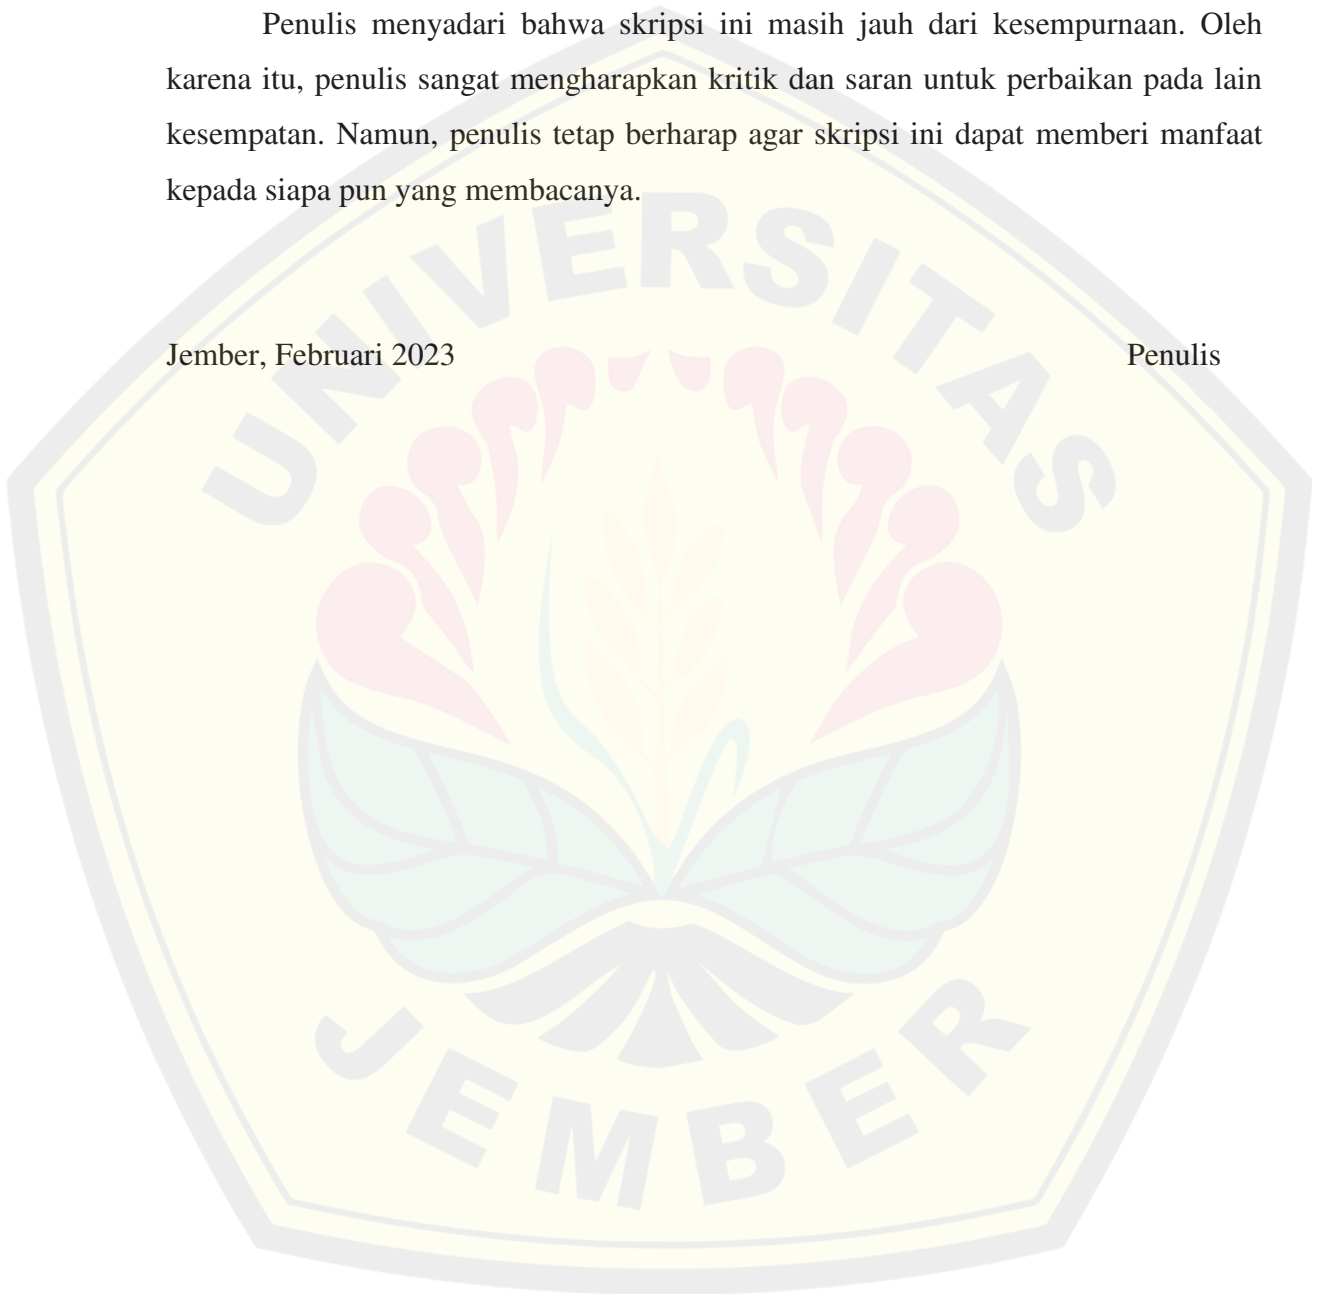 Penulis menyadari bahwa skripsi ini masih jauh dari kesempurnaan. Oleh
karena itu, penulis sangat mengharapkan kritik dan saran untuk perbaikan pada lain
kesempatan. Namun, penulis tetap berharap agar skripsi ini dapat memberi manfaat
kepada siapa pun yang membacanya.
UNIVERSITAS
Jember, Februari 2023 Penulis
JEMBER